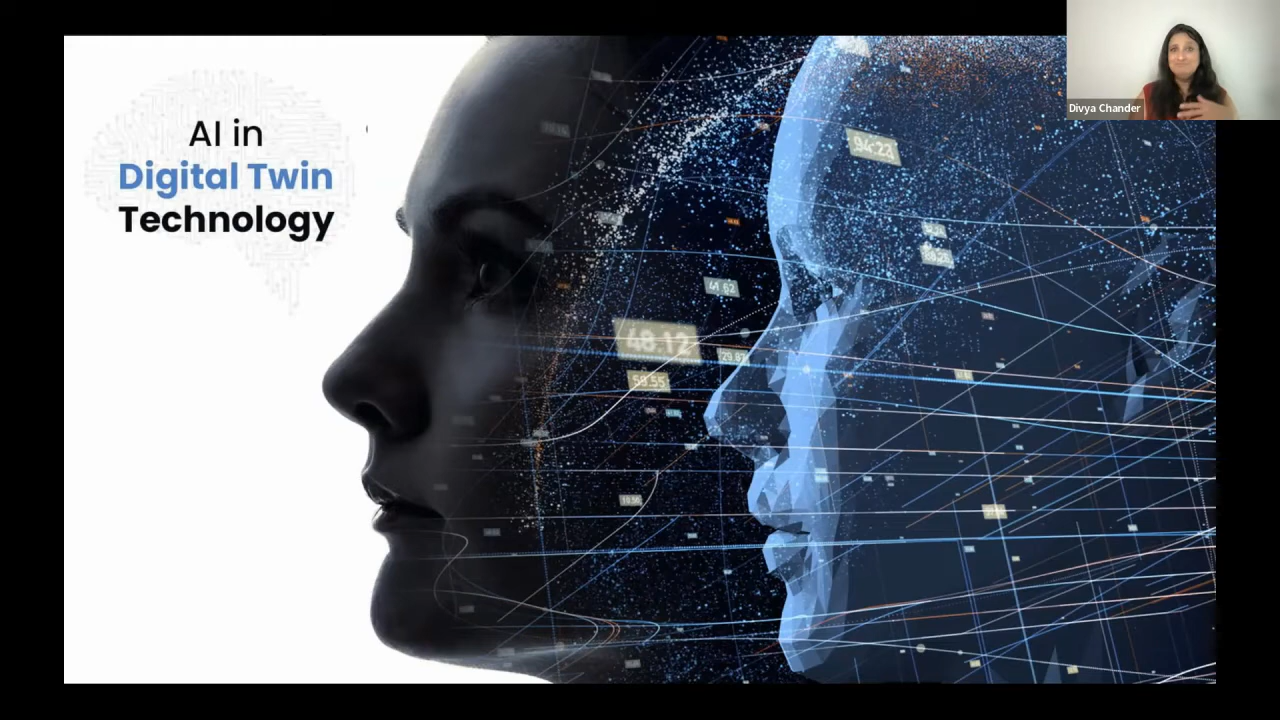 AI in
Digital Twin
Technology
Divya Chander
94.23
41.62
48.12
29.87
59.55